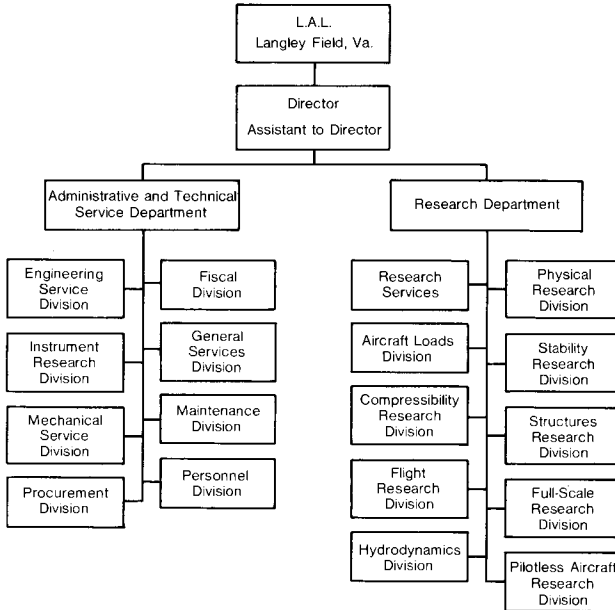 L.A.L.
Langley Field, Va.
Director
Assistant to Director
Administrative and Technical
Service Department
Research Department
Engineering
Service
Division
Fiscal
Division
Instrument
Research
Division
General
Services
Division
Mechanical
Service
Division
Maintenance
Division
Procurement
Division
Personnel
Division
Research
Services
Physical
Research
Division
Aircraft Loads
Division
Stability
Research
Division
Compressibility
Research
Division
Structures
Research
Division
Flight
Research
Division
Full-Scale
Research
Division
Hydrodynamics
Division
Pilotless Aircraft
Research
Division